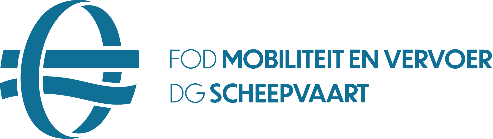 FOD MOBILITEIT EN VERVOER
DG SCHEEPVAART